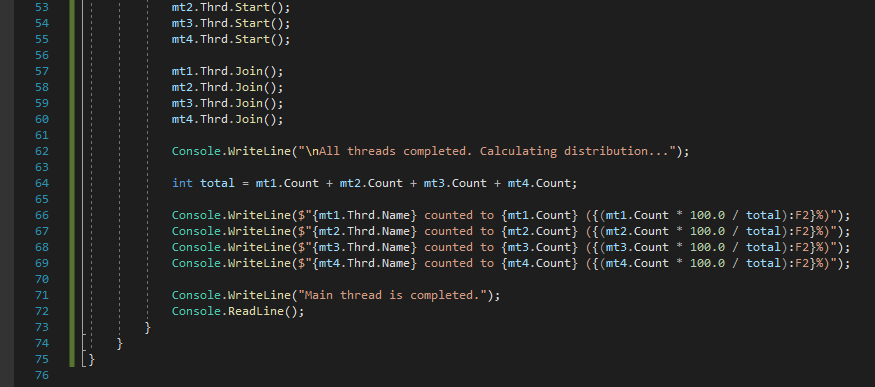 53 mt2.Thrd.Start();
54 mt3.Thrd.Start();
55 mt4.Thrd.Start();
56
57 mt1.Thrd.Join();
58 mt2.Thrd.Join();
59 mt3.Thrd.Join();
60 mt4.Thrd.Join();
61
62 Console.WriteLine("\nAll threads completed. Calculating distribution...");
63
64 int total = mt1.Count + mt2.Count + mt3.Count + mt4.Count;
65
66 Console.WriteLine($"{mt1.Thrd.Name} counted to {mt1.Count} ({(mt1.Count * 100.0 / total):F2}%)");
67 Console.WriteLine($"{mt2.Thrd.Name} counted to {mt2.Count} ({(mt2.Count * 100.0 / total):F2}%)");
68 Console.WriteLine($"{mt3.Thrd.Name} counted to {mt3.Count} ({(mt3.Count * 100.0 / total):F2}%)");
69 Console.WriteLine($"{mt4.Thrd.Name} counted to {mt4.Count} ({(mt4.Count * 100.0 / total):F2}%)");
70
71 Console.WriteLine("Main thread is completed.");
72 Console.ReadLine();
73 }
74 }
75 }
76